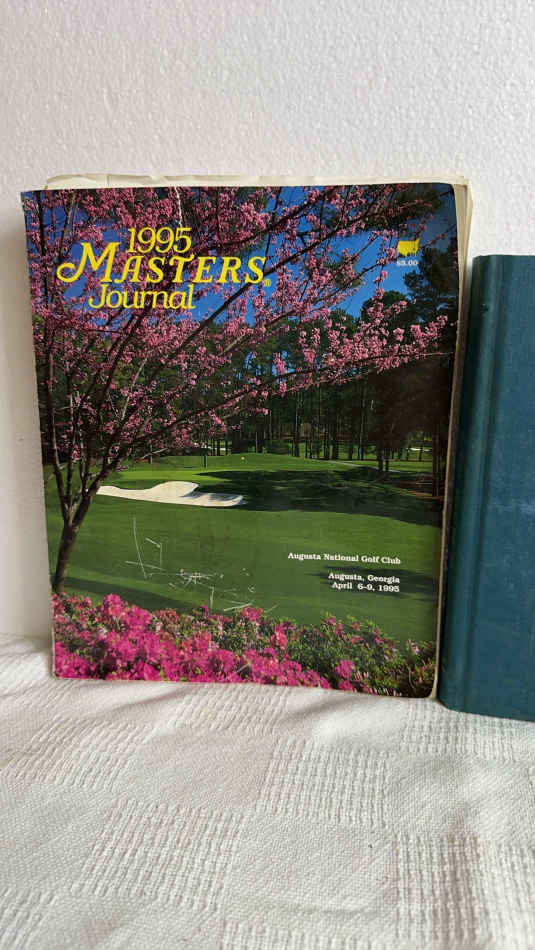 1995
MASTERS®
Journal
$5.00
Augusta National Golf Club
Augusta, Georgia
April 6-9, 1995